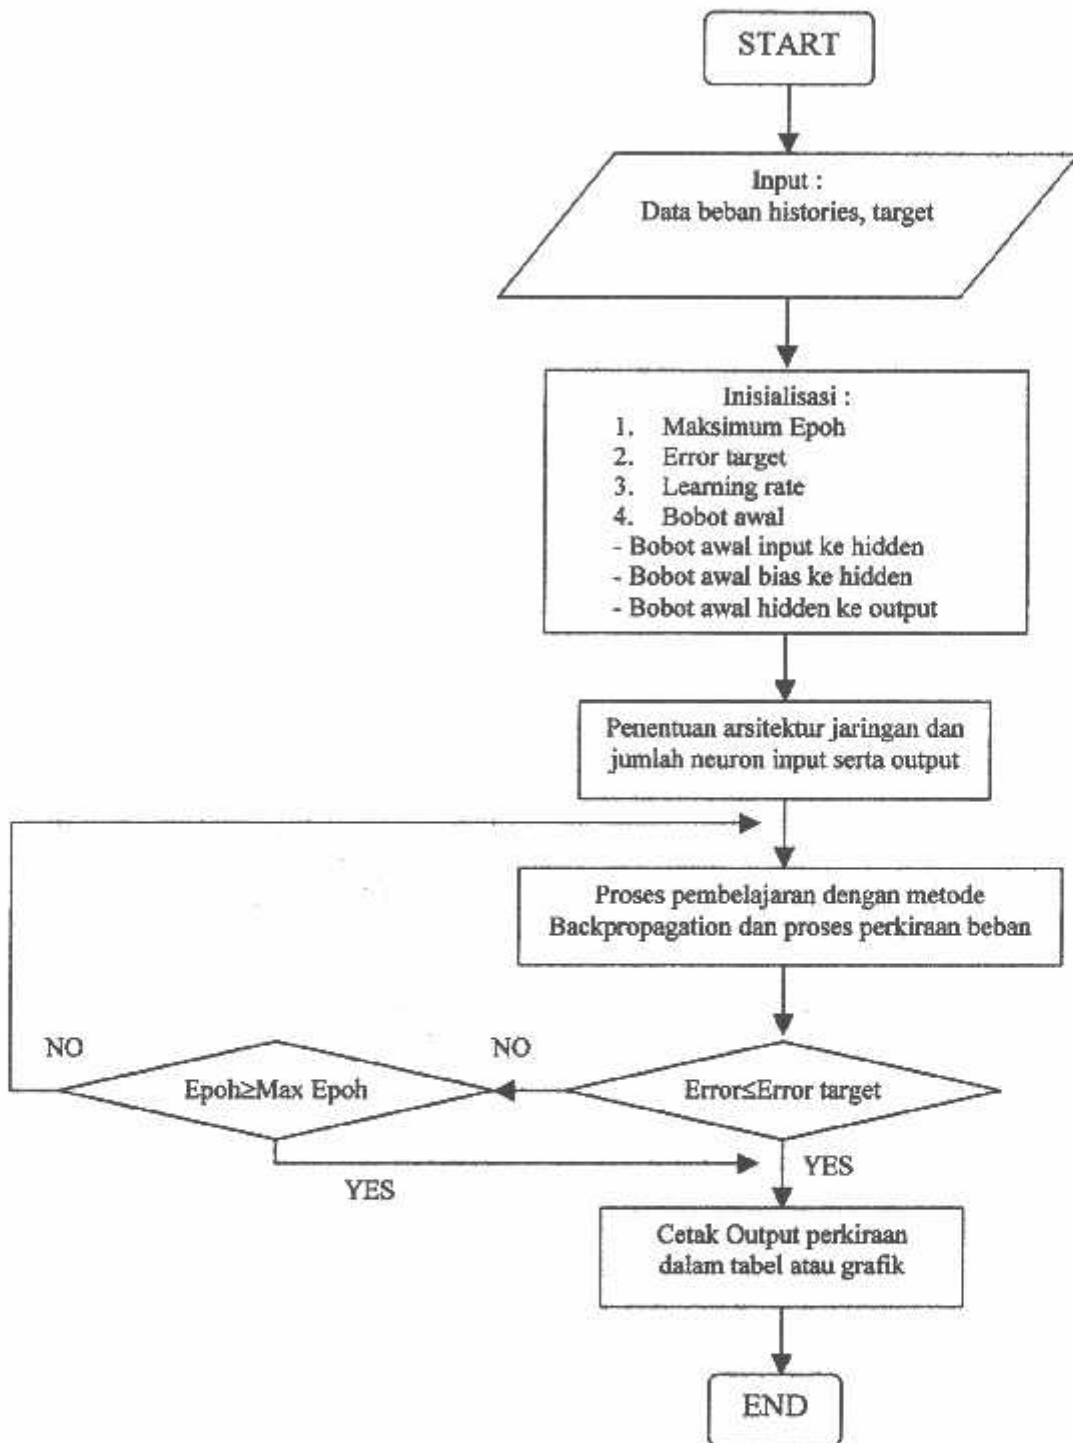 START
Input :
Data beban histories, target
Inisialisasi :
1. Maksimum Epoh
2. Error target
3. Learning rate
4. Bobot awal
- Bobot awal input ke hidden
- Bobot awal bias ke hidden
- Bobot awal hidden ke output
Penentuan arsitektur jaringan dan
jumlah neuron input serta output
Proses pembelajaran dengan metode
Backpropagation dan proses perkiraan beban
NO
NO
Epoh≥Max Epoh
Error≤Error target
YES
YES
Cetak Output perkiraan
dalam tabel atau grafik
END